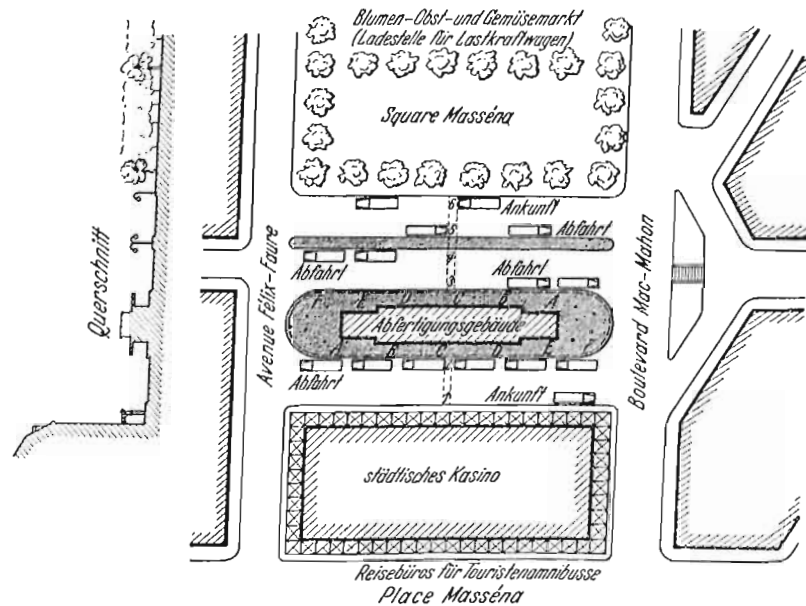 Blumen-Obst-und Gemüsemarkt
(Ladestelle für Lastkraftwagen)
Square Masséna
Ankunft
Abfahrt
Abfahrt
Abfahrt
Querschnitt
Avenue Félix-Faure
Boulevard Mac-Mahon
Abfertigungsgebäude
Abfahrt
Ankunft
städtisches Kasino
Reisebüros für Touristenomnibusse
Place Masséna